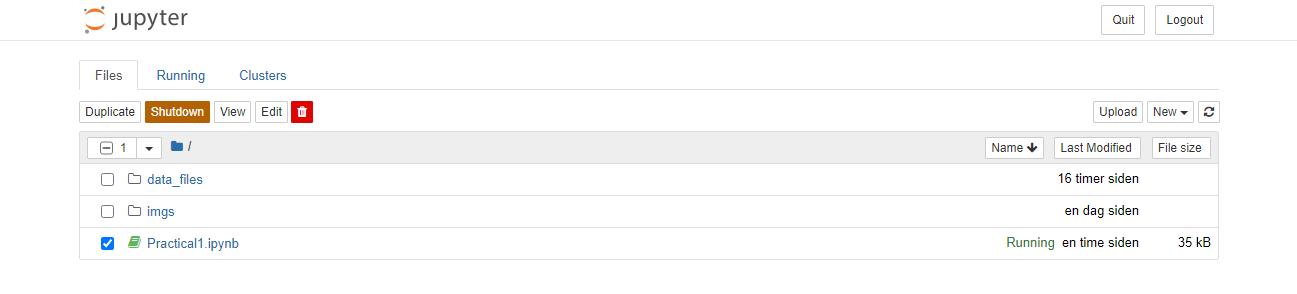 jupyter Quit Logout
Files Running Clusters
Duplicate Shutdown View Edit Upload New
1 / Name Last Modified File size
data_files 16 timer siden
imgs en dag siden
Practical1.ipynb Running en time siden 35 kB